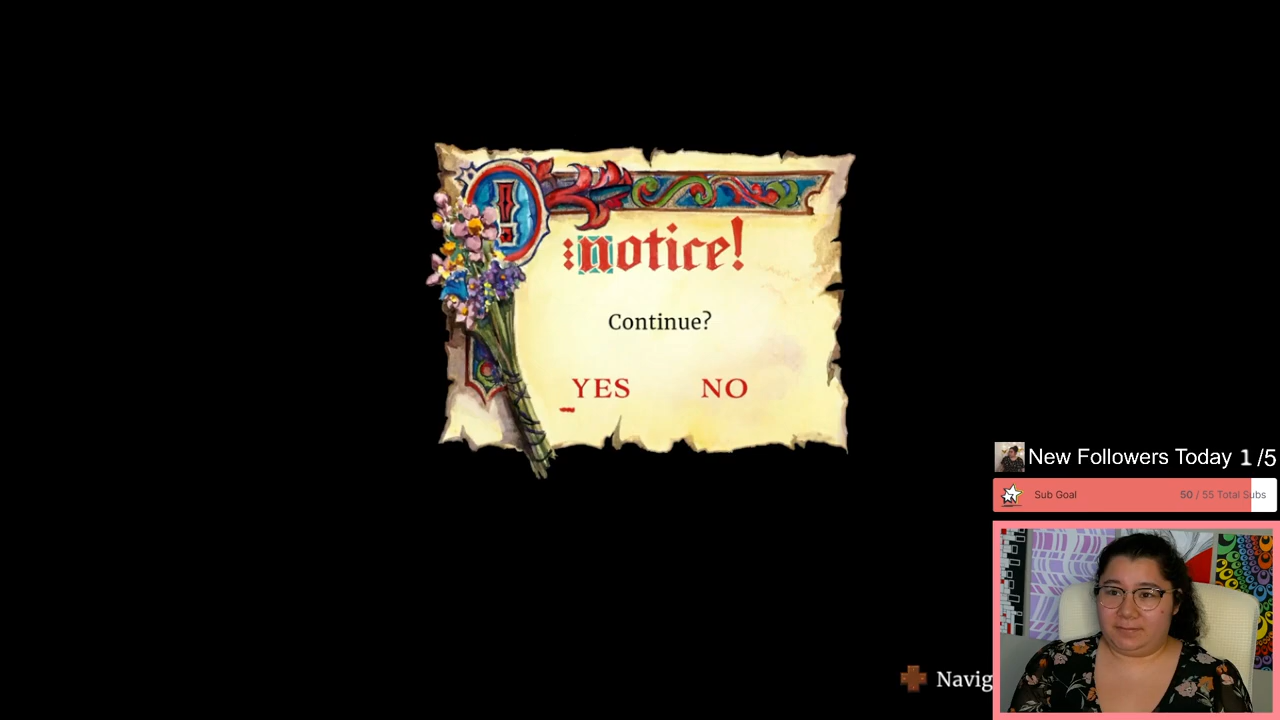 !
:notice!
Continue?
YES NO
New Followers Today 1 /5
Sub Goal 50 / 55 Total Subs
Navig